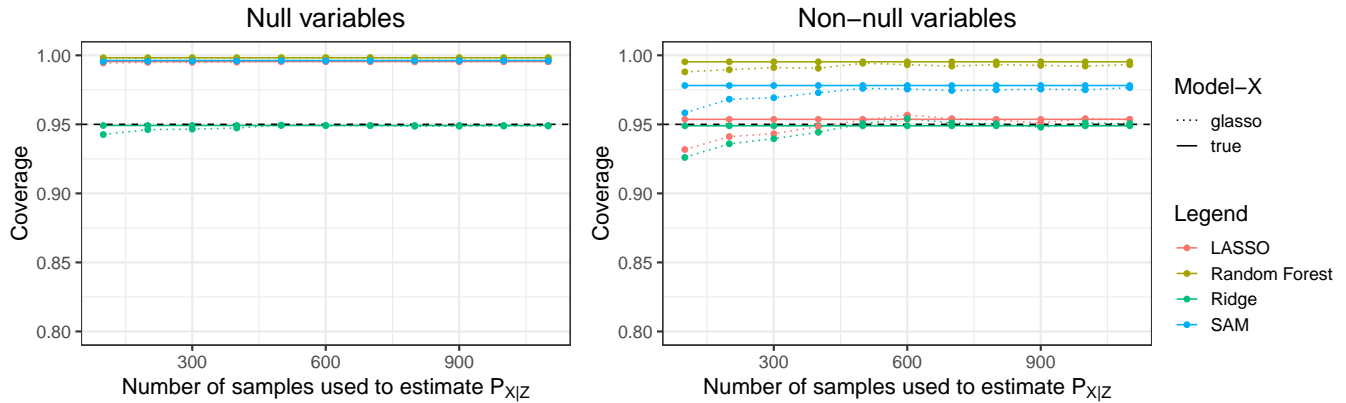 Null variables
Non−null variables
Coverage
1.00
0.95
0.90
0.85
0.80
300
600
900
Number of samples used to estimate P_X|Z
Coverage
1.00
0.95
0.90
0.85
0.80
300
600
900
Number of samples used to estimate P_X|Z
Model−X
glasso
true
Legend
LASSO
Random Forest
Ridge
SAM